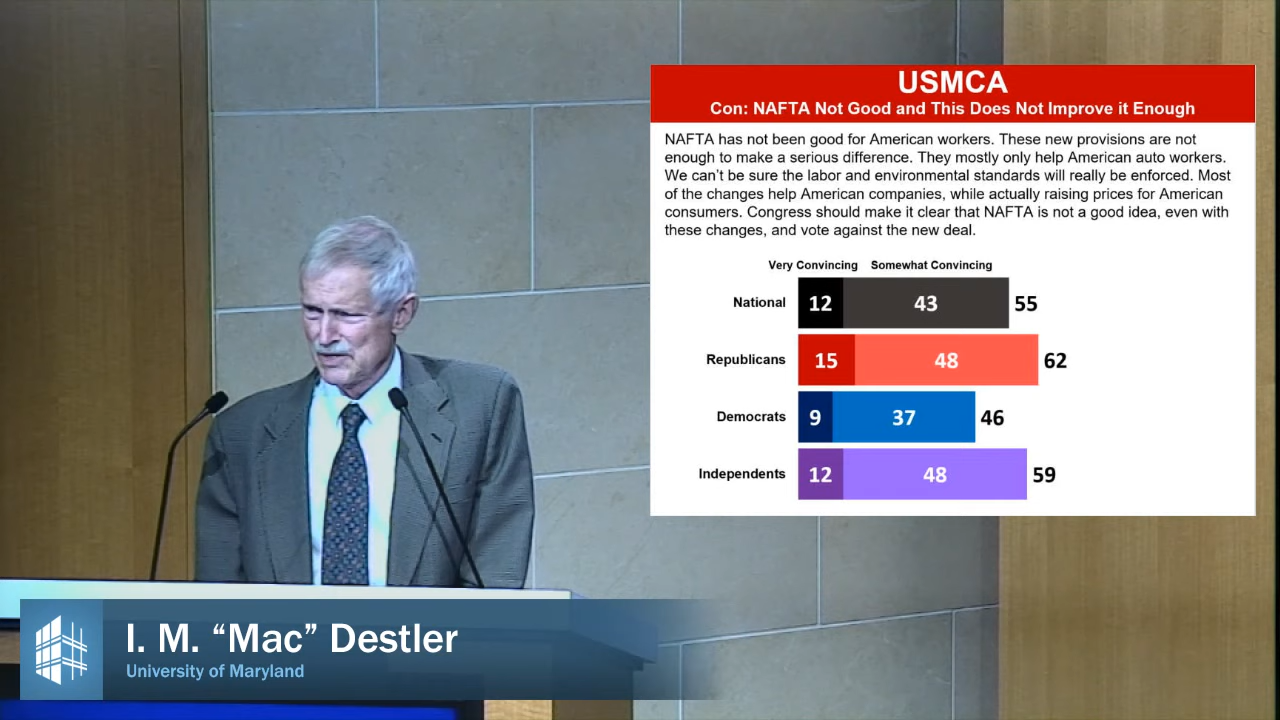 USMCA
Con: NAFTA Not Good and This Does Not Improve it Enough
NAFTA has not been good for American workers. These new provisions are not
enough to make a serious difference. They mostly only help American auto workers.
We can't be sure the labor and environmental standards will really be enforced. Most
of the changes help American companies, while actually raising prices for American
consumers. Congress should make it clear that NAFTA is not a good idea, even with
these changes, and vote against the new deal.
Very Convincing Somewhat Convincing
National 12 43 55
Republicans 15 48 62
Democrats 9 37 46
Independents 12 48 59
I. M. “Mac” Destler
University of Maryland